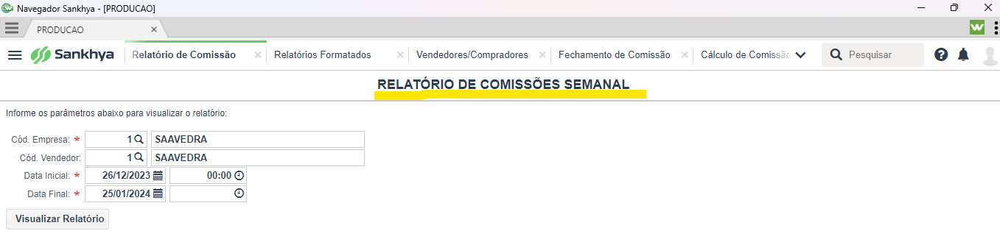 Navegador Sankhya - [PRODUCAO]
PRODUCAO
Sankhya
Relatório de Comissão
Relatórios Formatados
Vendedores/Compradores
Fechamento de Comissão
Cálculo de Comissão
Pesquisar
RELATÓRIO DE COMISSÕES SEMANAL
Informe os parâmetros abaixo para visualizar o relatório:
Cód. Empresa: * 1 SAAVEDRA
Cód. Vendedor: 1 SAAVEDRA
Data Inicial: * 26/12/2023 00:00
Data Final: * 25/01/2024
Visualizar Relatório